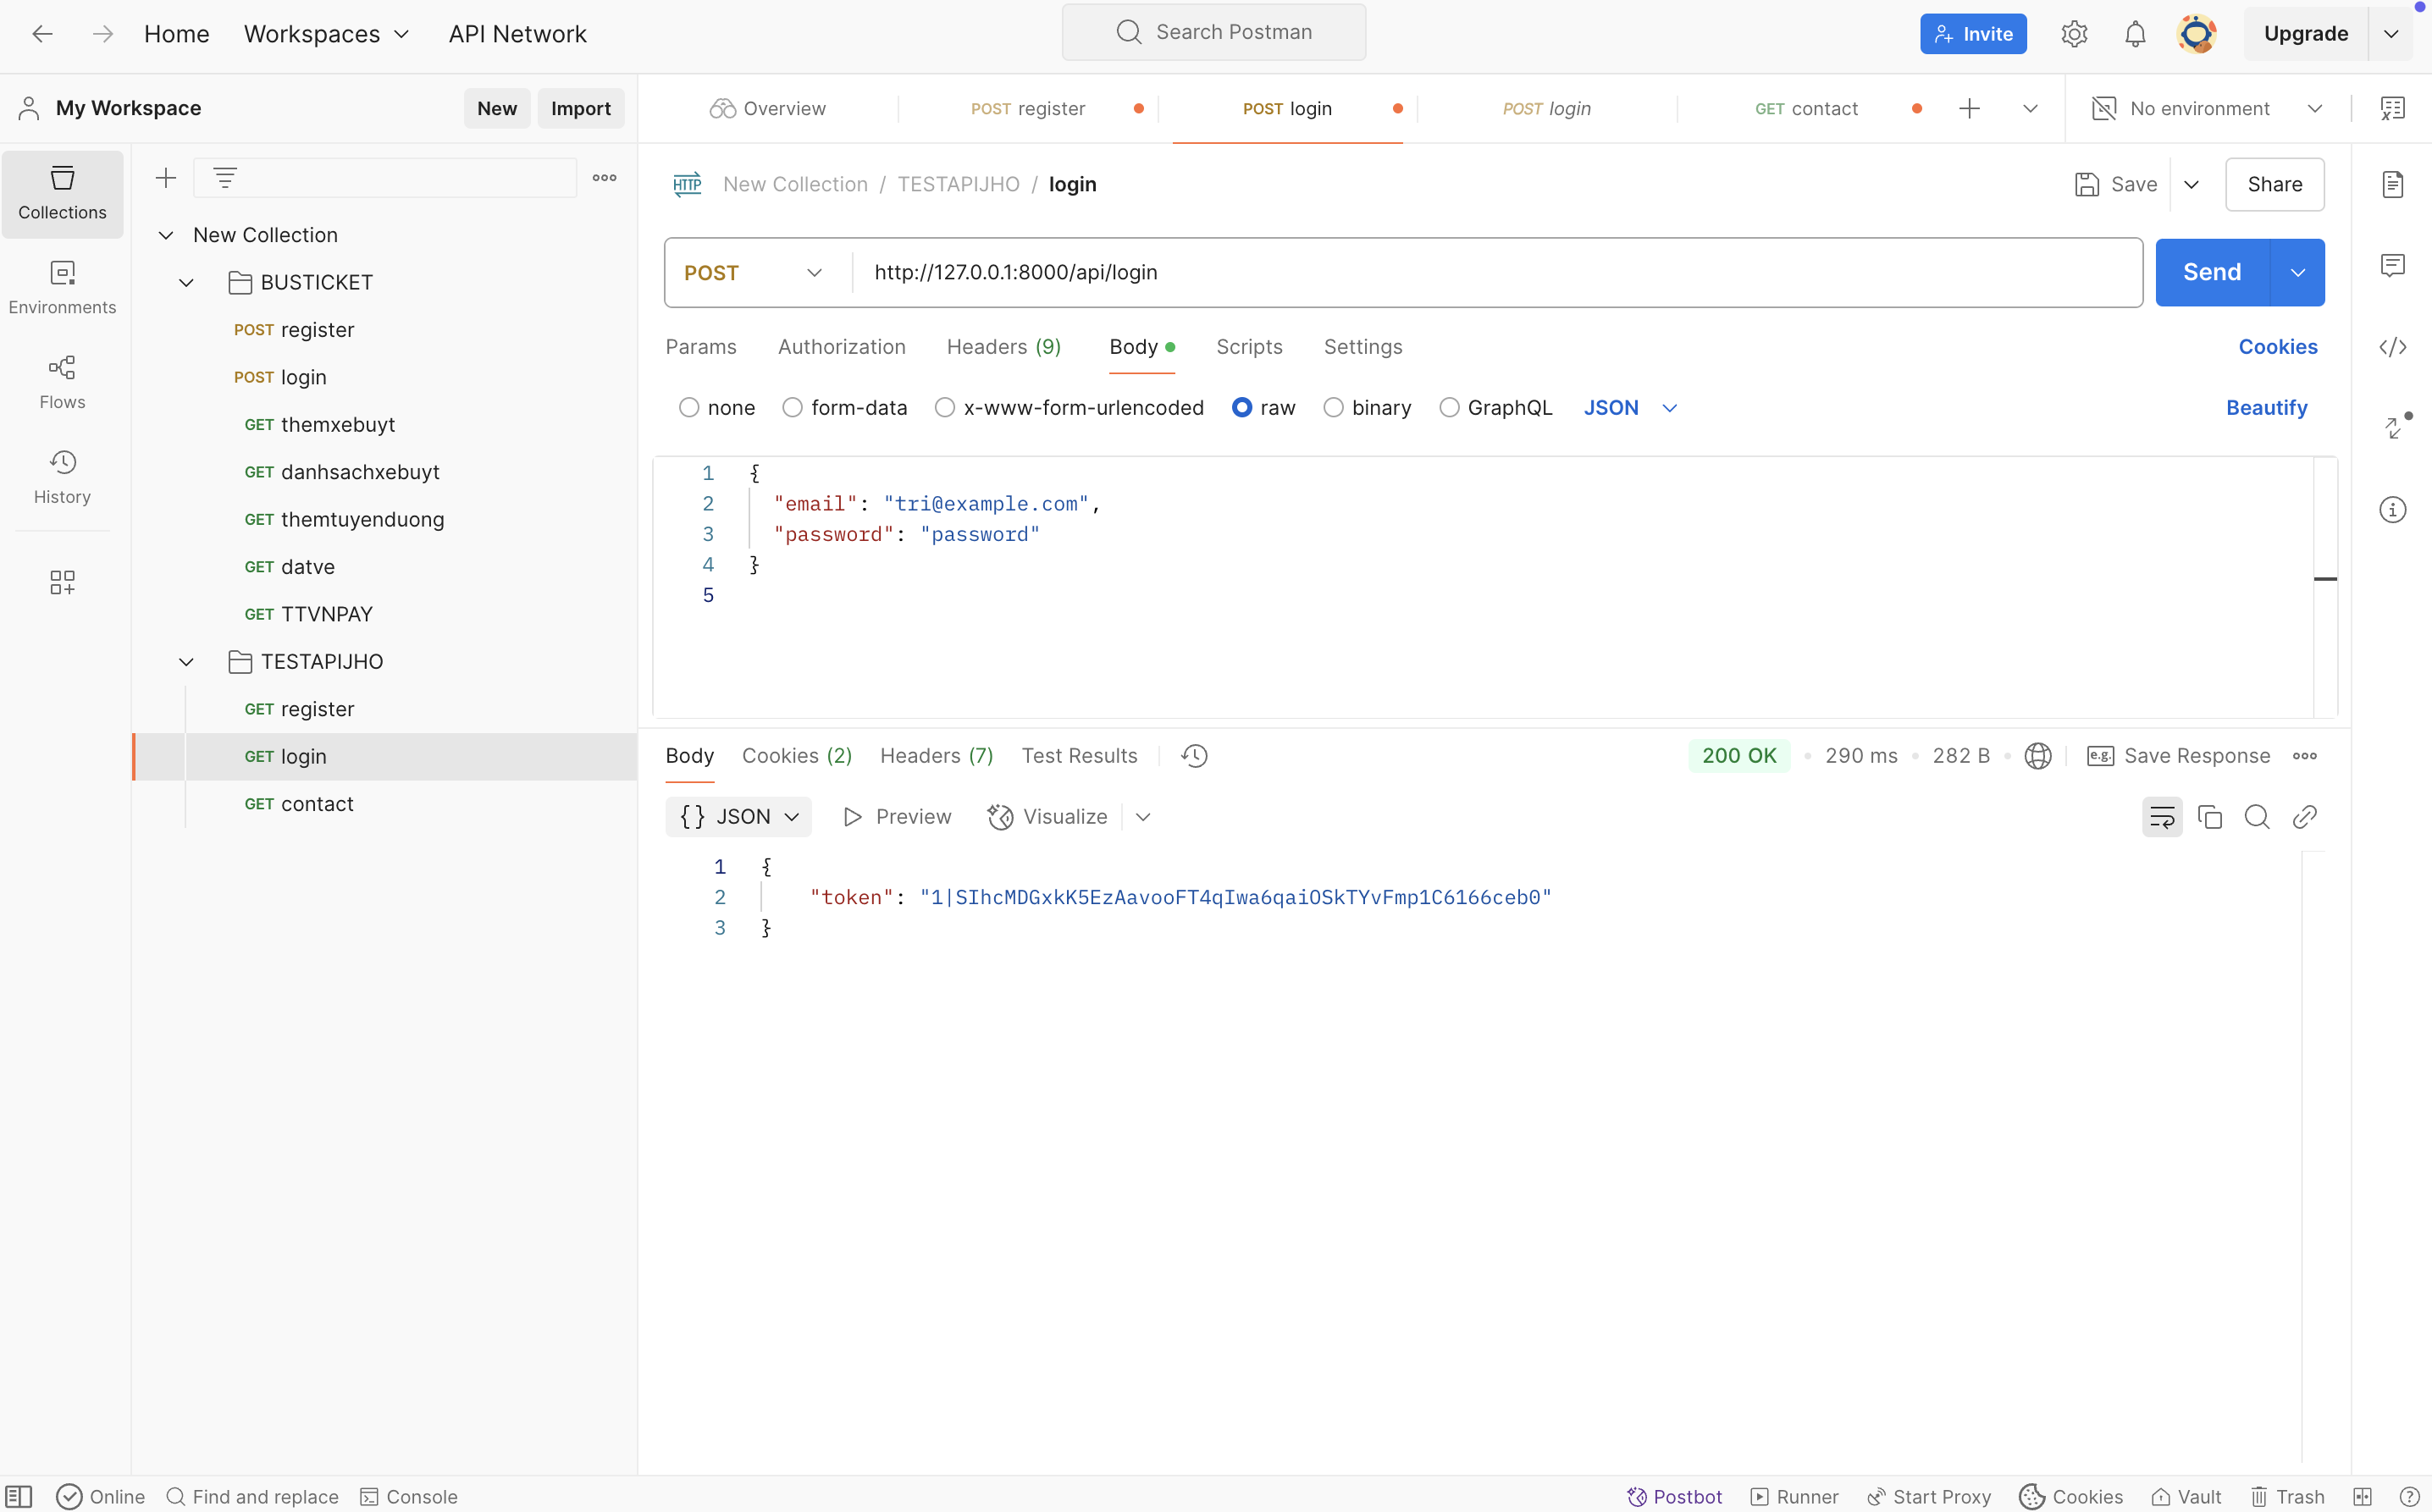 Home Workspaces API Network Search Postman Invite Upgrade
My Workspace New Import
Overview POST register POST login POST login GET contact No environment
Collections
Environments
Flows
History
New Collection
BUSTICKET
POST register
POST login
GET themxebuyt
GET danhsachxebuyt
GET themtuyenduong
GET datve
GET TTVNPAY
TESTAPIJHO
GET register
GET login
GET contact
HTTP New Collection / TESTAPIJHO / login Save Share
POST http://127.0.0.1:8000/api/login Send
Params Authorization Headers (9) Body Scripts Settings Cookies
none form-data x-www-form-urlencoded raw binary GraphQL JSON Beautify
1 {
2 "email": "tri@example.com",
3 "password": "password"
4 }
5
Body Cookies (2) Headers (7) Test Results 200 OK 290 ms 282 B e.g. Save Response
{} JSON Preview Visualize
1 {
2 "token": "1|SIhcMDGxkK5EzAavooFT4qIwa6qaiOSkTYvFmp1C6166ceb0"
3 }
Online Find and replace Console Postbot Runner Start Proxy Cookies Vault Trash